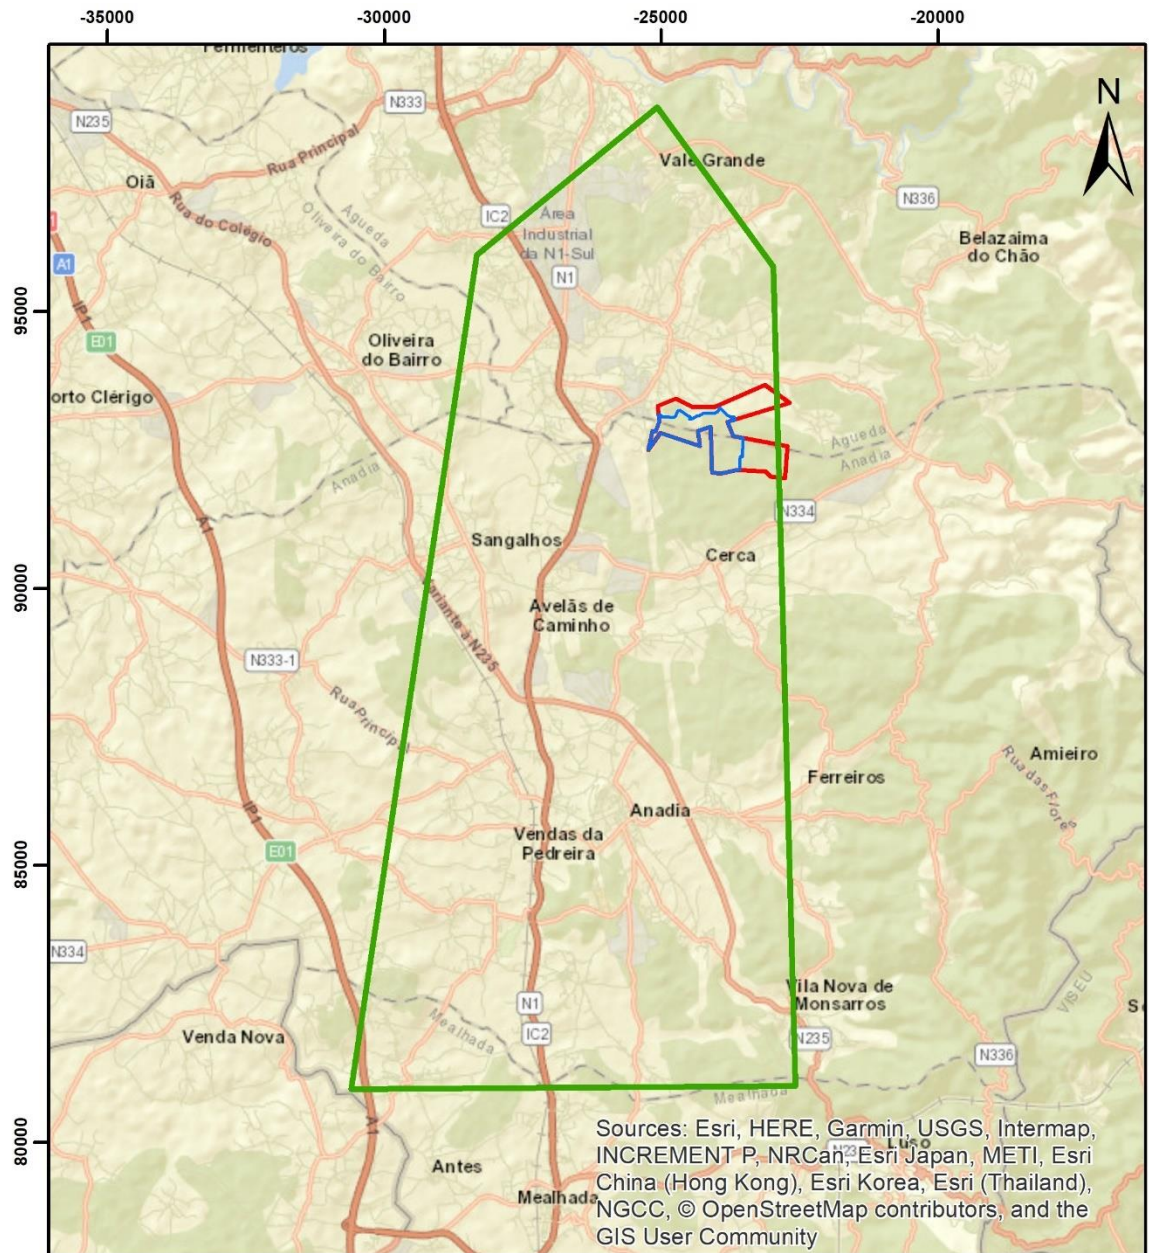 -35000
-30000
-25000
-20000
Fermentelos
N333
N235
Rua Principal
Oiã
Vale Grande
N
N336
Rua do Colégio
Agueda
Oliveira do Bairro
IC2
Área
Industrial
da N1-Sul
N1
Belazaima
do Chão
A1
IP1
E01
95000
Oliveira
do Bairro
orto Clérigo
Agueda
Anadia
Anadia
A1
N334
Sangalhos
Cerca
90000
Avelãs de
Caminho
Variante à N235
N333-1
Rua Principal
Amieiro
Rua das Flore
Ferreiros
Anadia
IP1
E01
Vendas da
Pedreira
85000
N334
Vila Nova de
Monsarros
VISEU
N1
IC2
Mealhada
Venda Nova
N235
N336
Mealhada
80000
A1
Antes
Mealhada
Luso
Sources: Esri, HERE, Garmin, USGS, Intermap,
INCREMENT P, NRCan, Esri Japan, METI, Esri
China (Hong Kong), Esri Korea, Esri (Thailand),
NGCC, © OpenStreetMap contributors, and the
GIS User Community